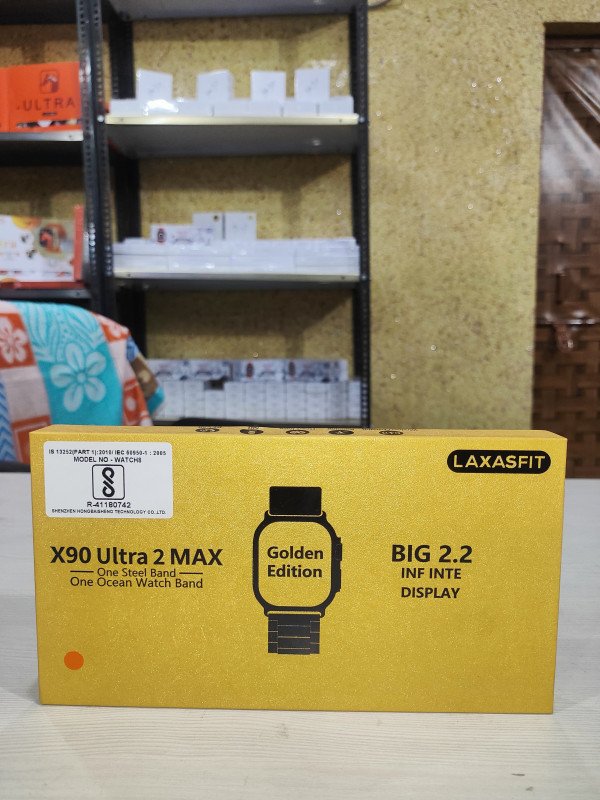 ULTRA
IS 13252(PART 1):2010/ IEC 60950-1 : 2005
MODEL NO - WATCH8
R-41180742
SHENZHEN HONGBAISHENG TECHNOLOGY CO.,LTD.
LAXASFIT
X90 Ultra 2 MAX
One Steel Band
One Ocean Watch Band
Golden
Edition
BIG 2.2
INF INTE
DISPLAY